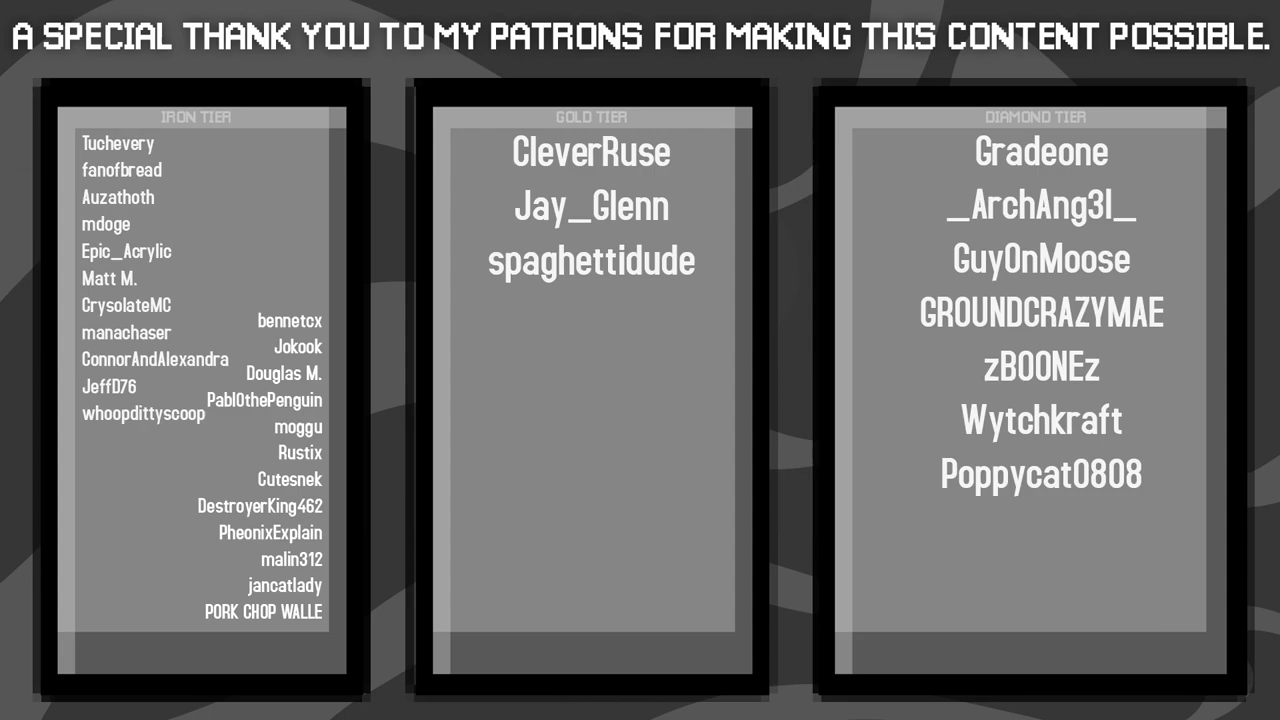 A SPECIAL THANK YOU TO MY PATRONS FOR MAKING THIS CONTENT POSSIBLE.
IRON TIER
Tuchevery
fanofbread
Auzathoth
mdoge
Epic_Acrylic
Matt M.
CrysolateMC
manachaser
ConnorAndAlexandra
JeffD76
whoopdittyscoop
bennetcx
Jokook
Douglas M.
Pabl0thePenguin
moggu
Rustix
Cutesnek
DestroyerKing462
PheonixExplain
malin312
jancatlady
PORK CHOP WALLE
GOLD TIER
CleverRuse
Jay_Glenn
spaghettidude
DIAMOND TIER
Gradeone
_ArchAng3l_
GuyOnMoose
GROUNDCRAZYMAE
zBOONEz
Wytchkraft
Poppycat0808